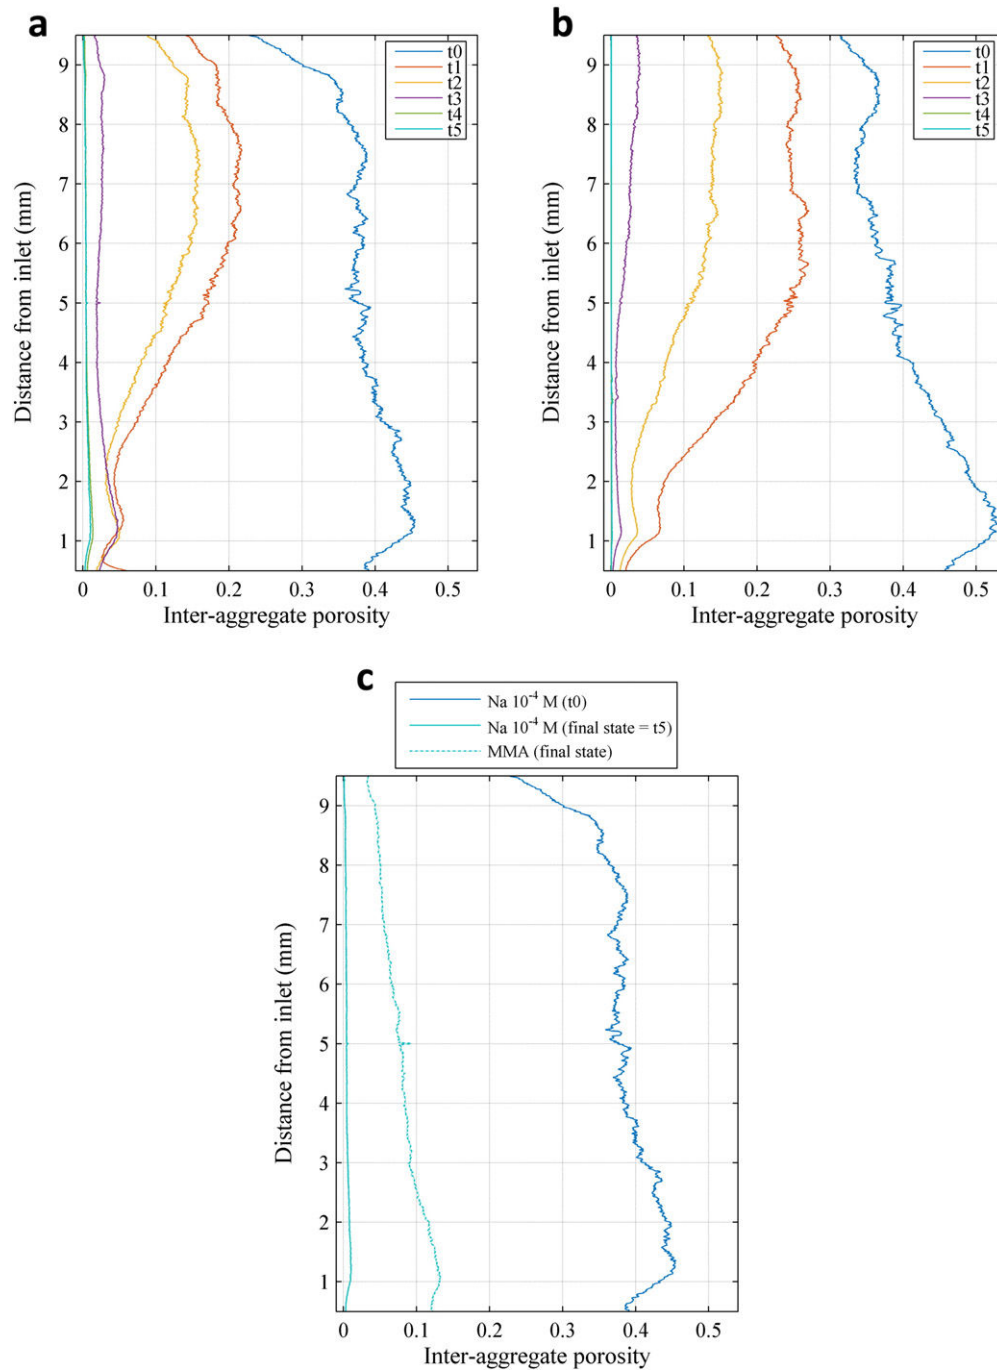 a
t0
t1
t2
t3
t4
t5
9
8
7
6
5
4
3
2
1
Distance from inlet (mm)
0 0.1 0.2 0.3 0.4 0.5
Inter-aggregate porosity
b
t0
t1
t2
t3
t4
t5
9
8
7
6
5
4
3
2
1
Distance from inlet (mm)
0 0.1 0.2 0.3 0.4 0.5
Inter-aggregate porosity
c
Na 10⁻⁴ M (t0)
Na 10⁻⁴ M (final state = t5)
MMA (final state)
9
8
7
6
5
4
3
2
1
Distance from inlet (mm)
0 0.1 0.2 0.3 0.4 0.5
Inter-aggregate porosity